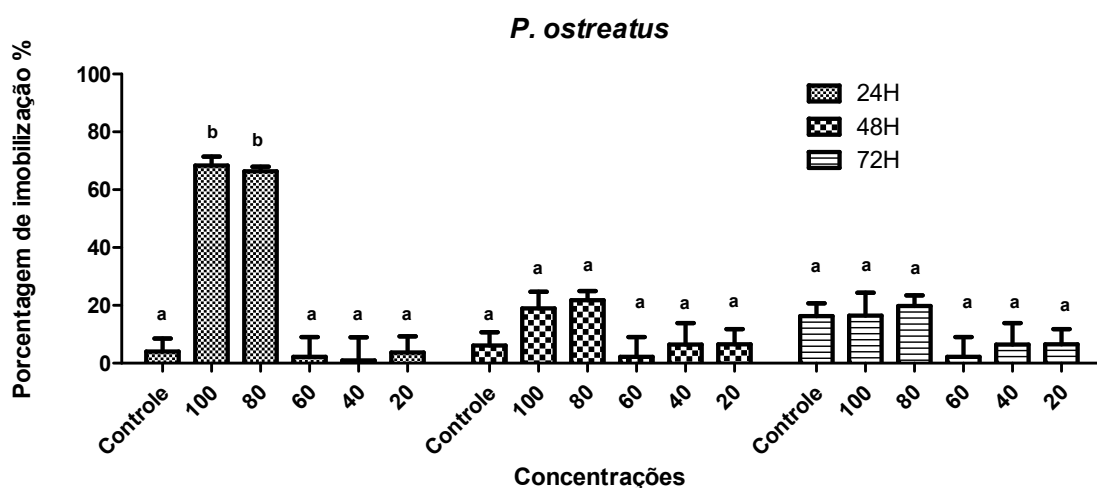 P. ostreatus
Porcentagem de imobilização %
100
80
60
40
20
0
24H
48H
72H
b b
a a a a
a a a a a a
a a a a a a
Controle 100 80 60 40 20 Controle 100 80 60 40 20 Controle 100 80 60 40 20
Concentrações